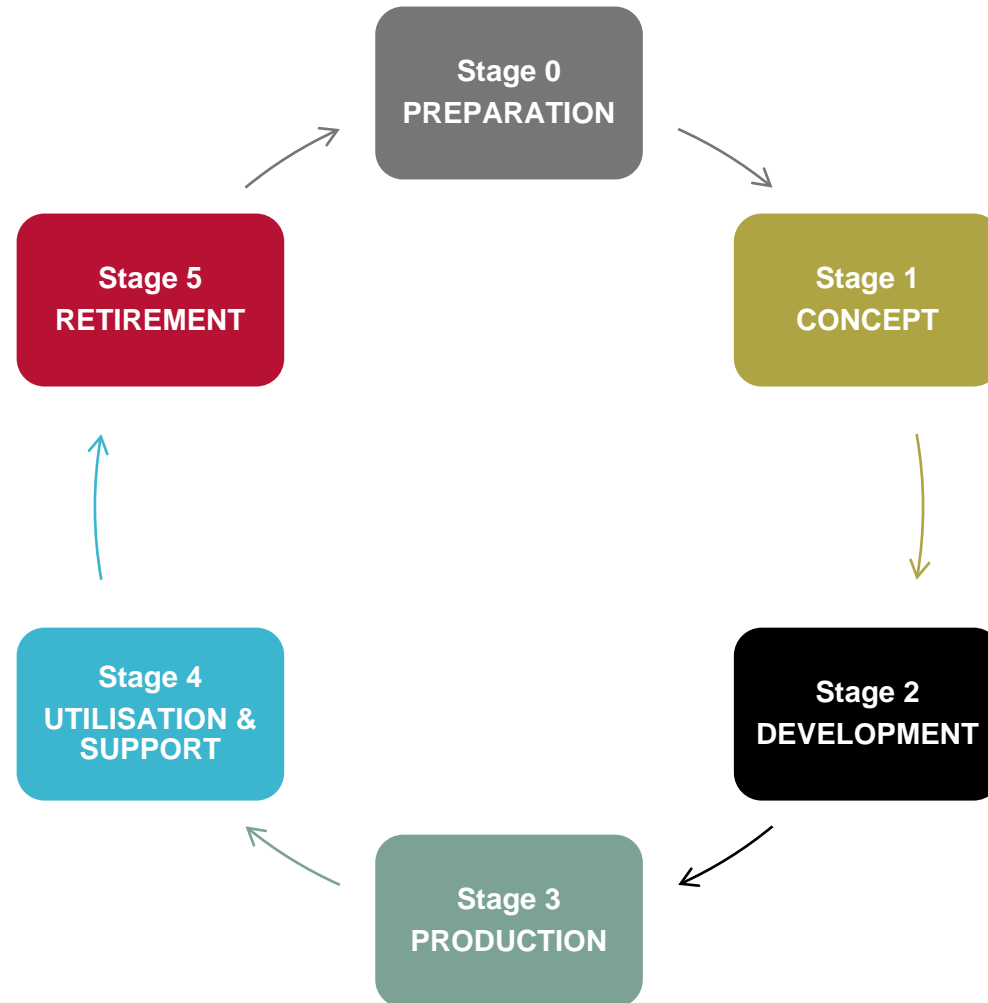 Stage 0
PREPARATION
Stage 1
CONCEPT
Stage 2
DEVELOPMENT
Stage 3
PRODUCTION
Stage 4
UTILISATION &
SUPPORT
Stage 5
RETIREMENT